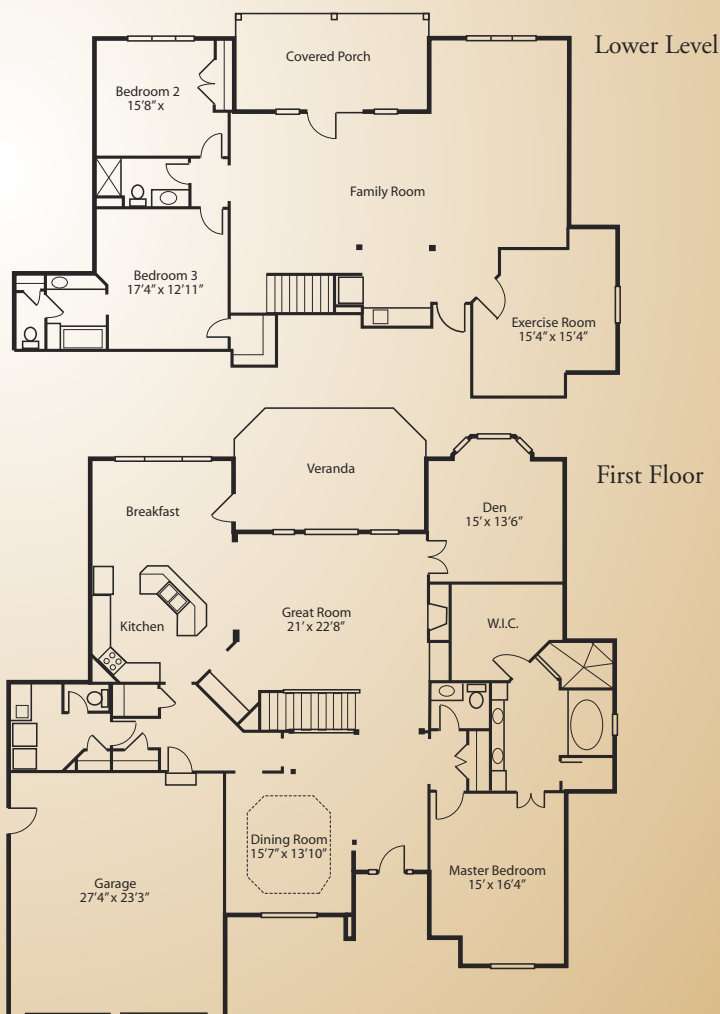 Lower Level
Covered Porch
Bedroom 2
15'8" x
Family Room
Bedroom 3
17'4" x 12'11"
Exercise Room
15'4" x 15'4"
First Floor
Veranda
Breakfast
Den
15' x 13'6"
Great Room
21' x 22'8"
Kitchen
W.I.C.
Dining Room
15'7" x 13'10"
Master Bedroom
15' x 16'4"
Garage
27'4" x 23'3"